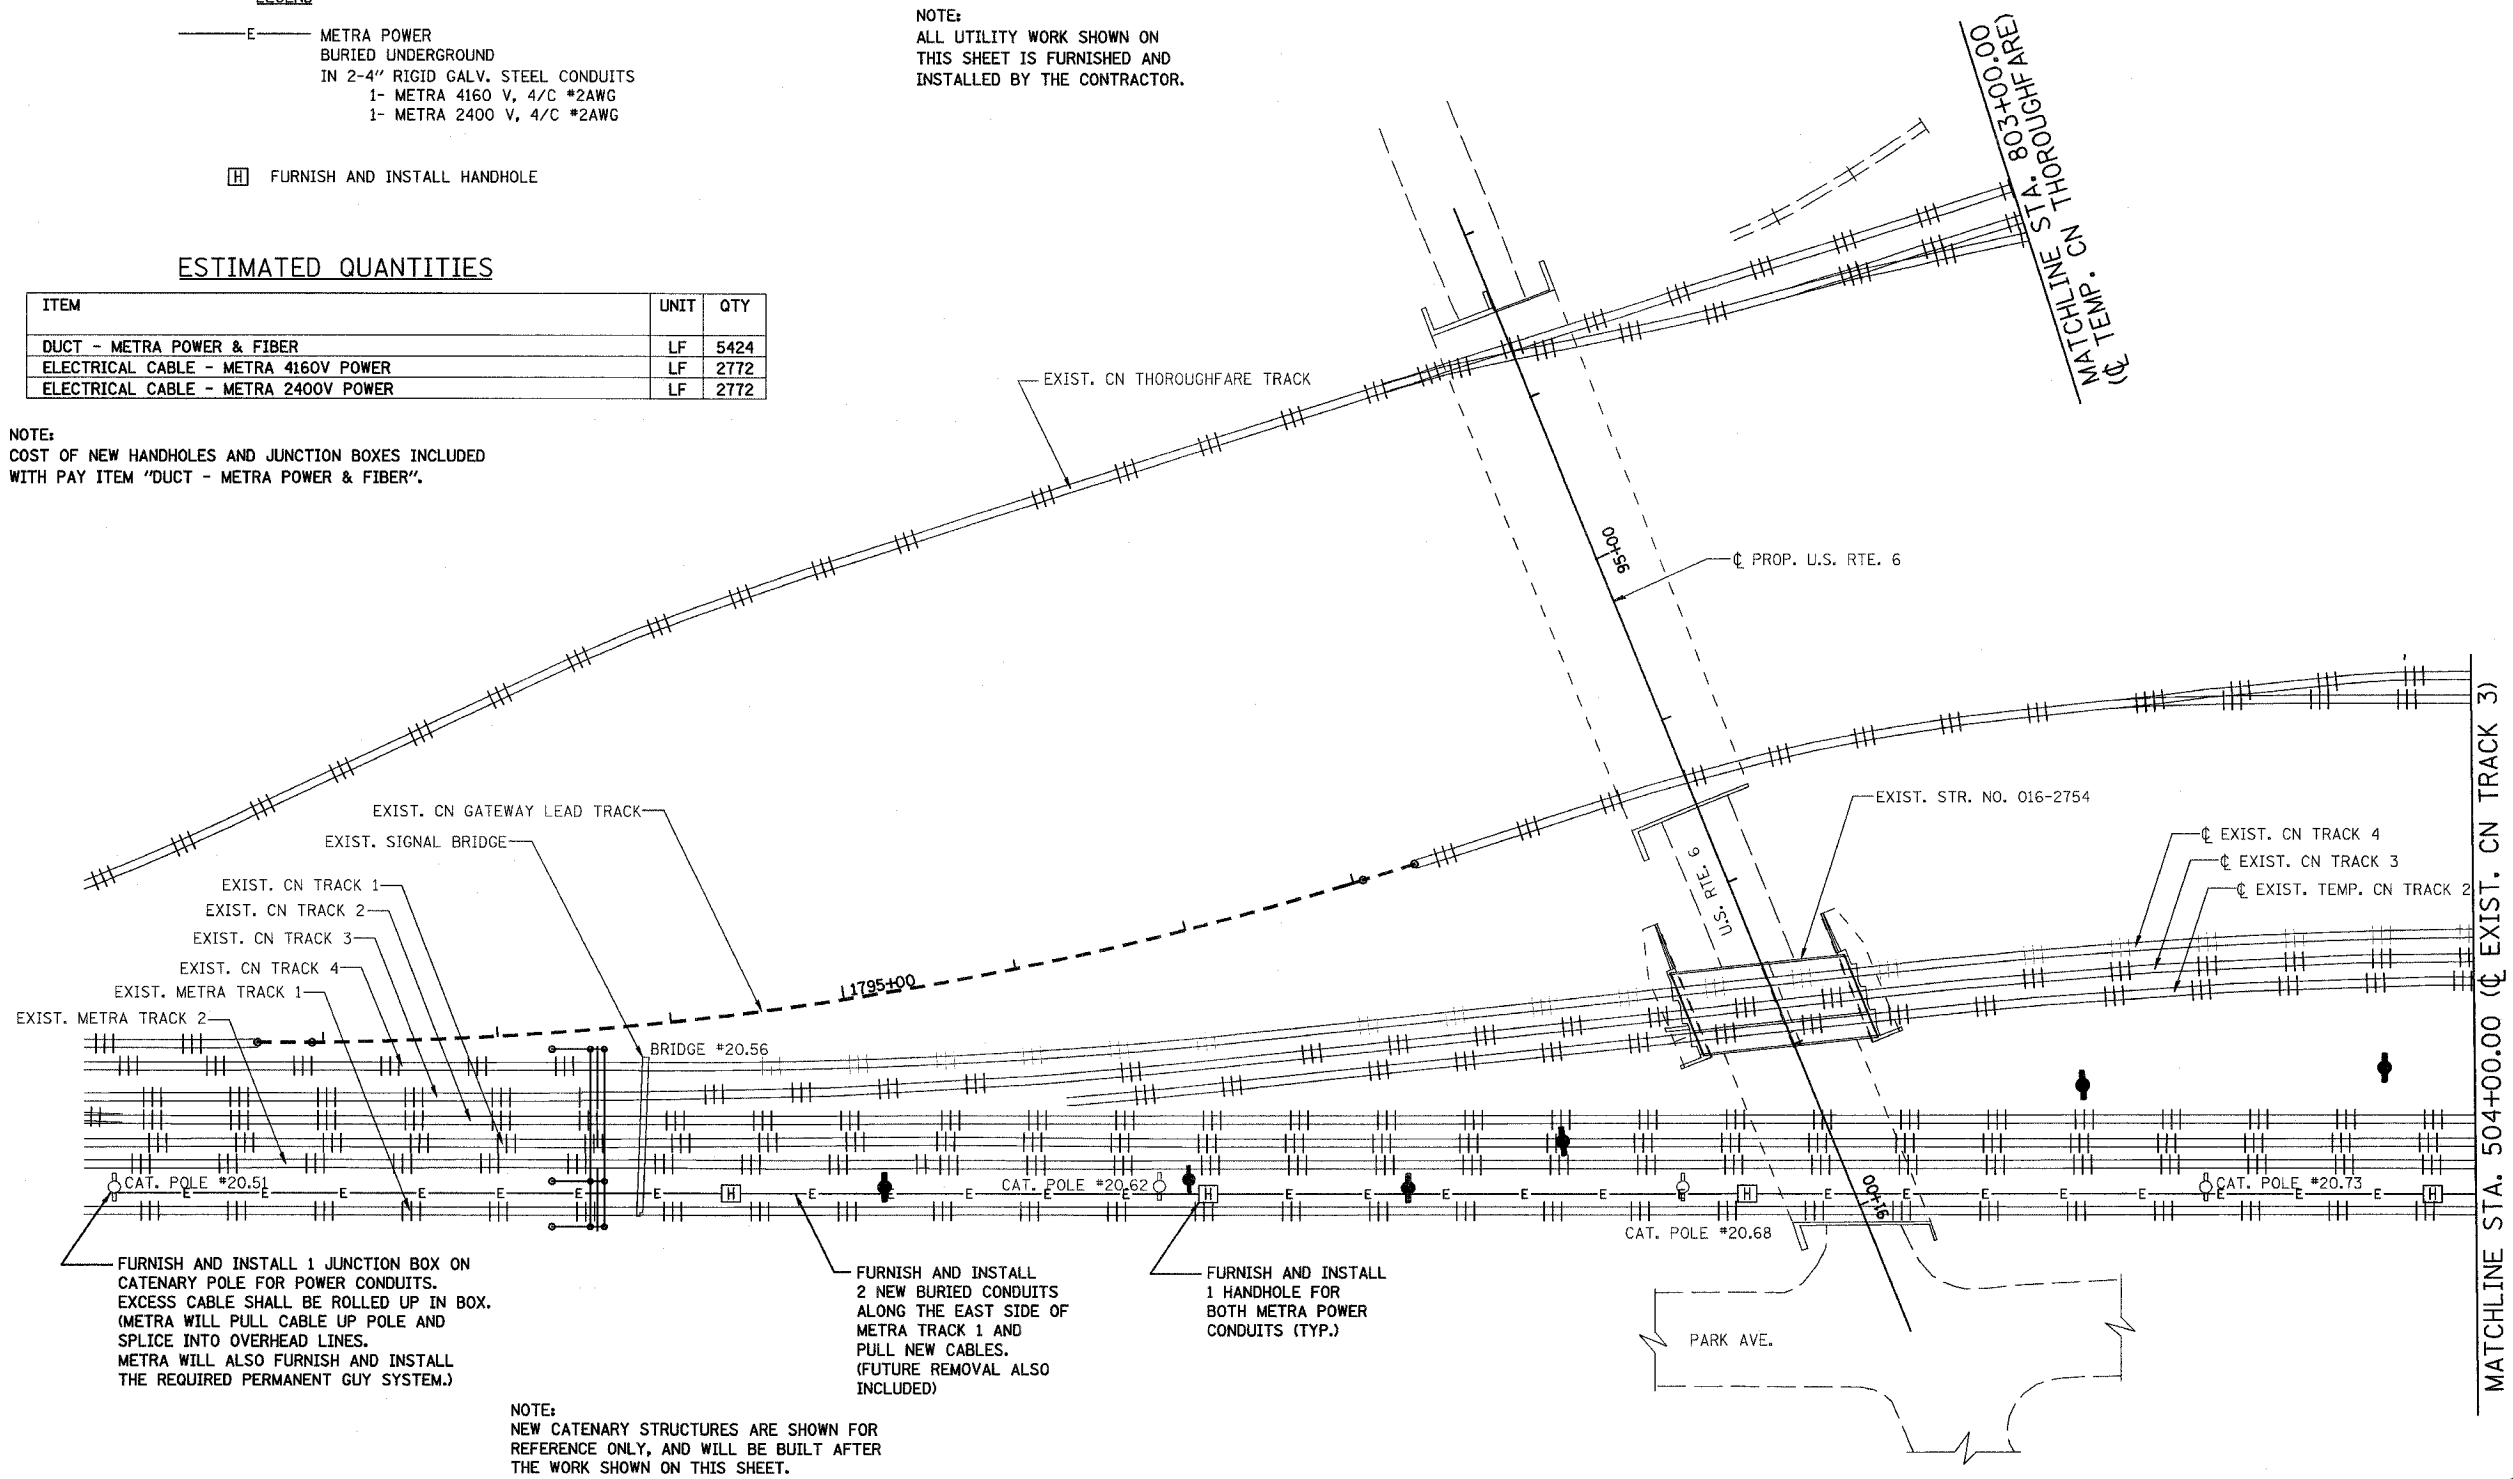 LEGEND
E METRA POWER
BURIED UNDERGROUND
IN 2-4" RIGID GALV. STEEL CONDUITS
1- METRA 4160 V, 4/C #2AWG
1- METRA 2400 V, 4/C #2AWG
H FURNISH AND INSTALL HANDHOLE
NOTE:
ALL UTILITY WORK SHOWN ON
THIS SHEET IS FURNISHED AND
INSTALLED BY THE CONTRACTOR.
MATCHLINE STA. 803+00.00
(℄ TEMP. CN THOROUGHFARE)
ESTIMATED QUANTITIES
ITEM UNIT QTY
DUCT - METRA POWER & FIBER LF 5424
ELECTRICAL CABLE - METRA 4160V POWER LF 2772
ELECTRICAL CABLE - METRA 2400V POWER LF 2772
NOTE:
COST OF NEW HANDHOLES AND JUNCTION BOXES INCLUDED
WITH PAY ITEM "DUCT - METRA POWER & FIBER".
EXIST. CN THOROUGHFARE TRACK
95+00
℄ PROP. U.S. RTE. 6
EXIST. CN GATEWAY LEAD TRACK
EXIST. SIGNAL BRIDGE
EXIST. CN TRACK 1
EXIST. CN TRACK 2
EXIST. CN TRACK 3
EXIST. CN TRACK 4
EXIST. METRA TRACK 1
EXIST. METRA TRACK 2
1795+00
BRIDGE #20.56
U.S. RTE. 6
EXIST. STR. NO. 016-2754
℄ EXIST. CN TRACK 4
℄ EXIST. CN TRACK 3
℄ EXIST. TEMP. CN TRACK 2
MATCHLINE STA. 504+00.00 (℄ EXIST. CN TRACK 3)
CAT. POLE #20.51
E E E E E E E H E E E E CAT. POLE #20.62 E H E E E E E H E E E E E E E H
CAT. POLE #20.73
CAT. POLE #20.68
91+00
FURNISH AND INSTALL 1 JUNCTION BOX ON
CATENARY POLE FOR POWER CONDUITS.
EXCESS CABLE SHALL BE ROLLED UP IN BOX.
(METRA WILL PULL CABLE UP POLE AND
SPLICE INTO OVERHEAD LINES.
METRA WILL ALSO FURNISH AND INSTALL
THE REQUIRED PERMANENT GUY SYSTEM.)
FURNISH AND INSTALL
2 NEW BURIED CONDUITS
ALONG THE EAST SIDE OF
METRA TRACK 1 AND
PULL NEW CABLES.
(FUTURE REMOVAL ALSO
INCLUDED)
FURNISH AND INSTALL
1 HANDHOLE FOR
BOTH METRA POWER
CONDUITS (TYP.)
PARK AVE.
NOTE:
NEW CATENARY STRUCTURES ARE SHOWN FOR
REFERENCE ONLY, AND WILL BE BUILT AFTER
THE WORK SHOWN ON THIS SHEET.